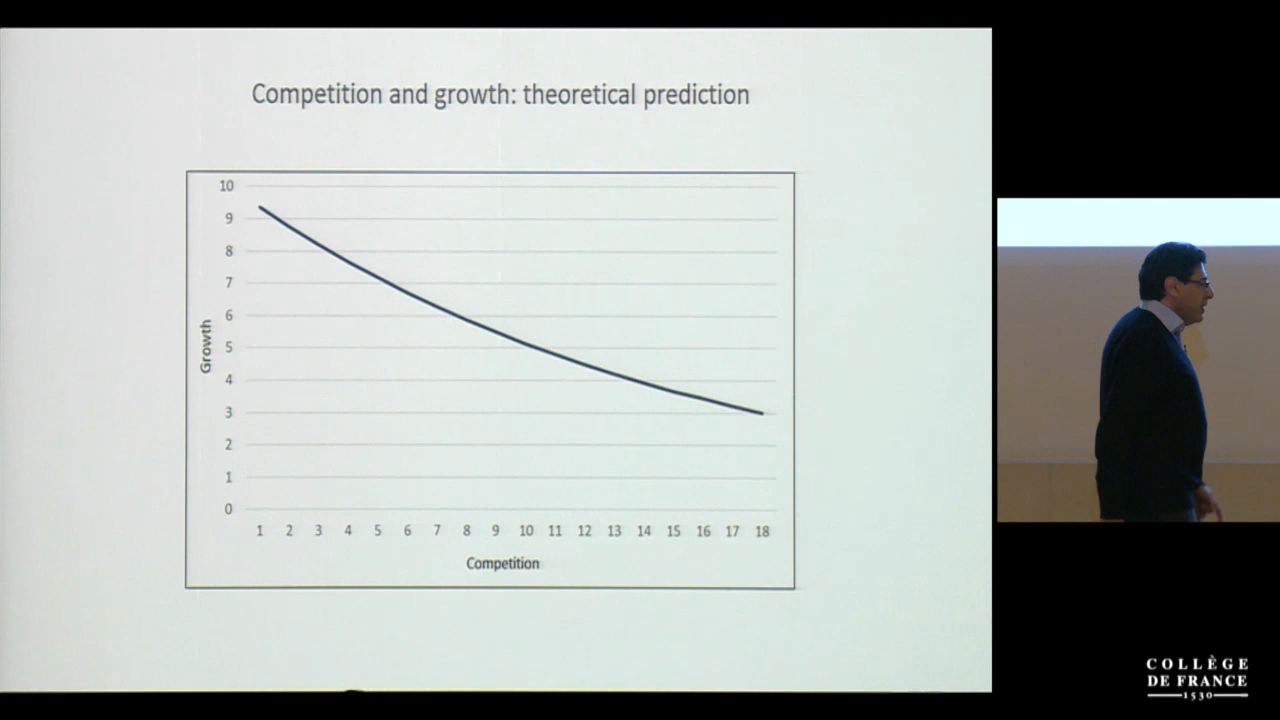 Competition and growth: theoretical prediction
10
9
8
7
6
5
4
3
2
1
0
Growth
1 2 3 4 5 6 7 8 9 10 11 12 13 14 15 16 17 18
Competition
COLLÈGE
DE FRANCE
1530